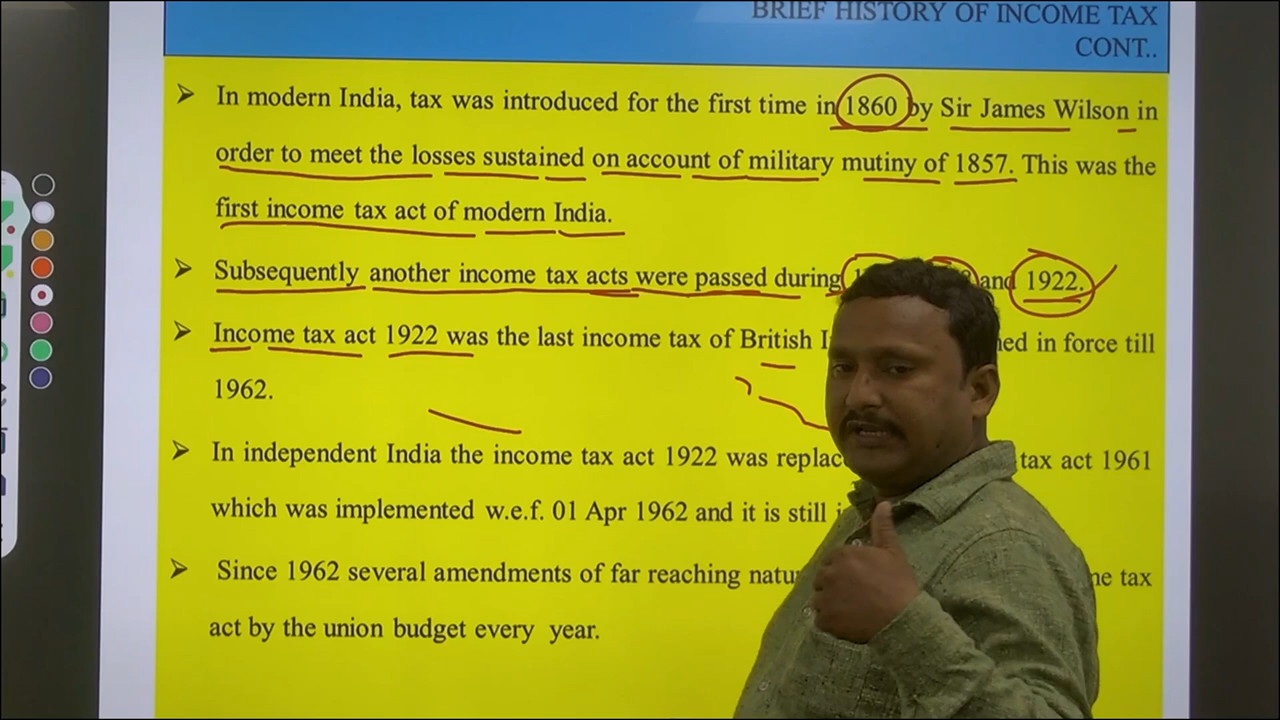 BRIEF HISTORY OF INCOME TAX
CONT..
➤ In modern India, tax was introduced for the first time in 1860 by Sir James Wilson in
order to meet the losses sustained on account of military mutiny of 1857. This was the
first income tax act of modern India.
➤ Subsequently another income tax acts were passed during and 1922.
➤ Income tax act 1922 was the last income tax of British in force till
1962.
➤ In independent India the income tax act 1922 was tax act 1961
which was implemented w.e.f. 01 Apr 1962 and it is still
➤ Since 1962 several amendments of far reaching tax
act by the union budget every year.